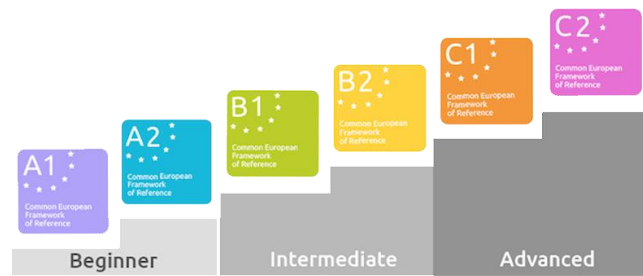 A1
Common European
Framework
of Reference
A2
Common European
Framework
of Reference
B1
Common European
Framework
of Reference
B2
Common European
Framework
of Reference
C1
Common European
Framework
of Reference
C2
Common European
Framework
of Reference
Beginner
Intermediate
Advanced